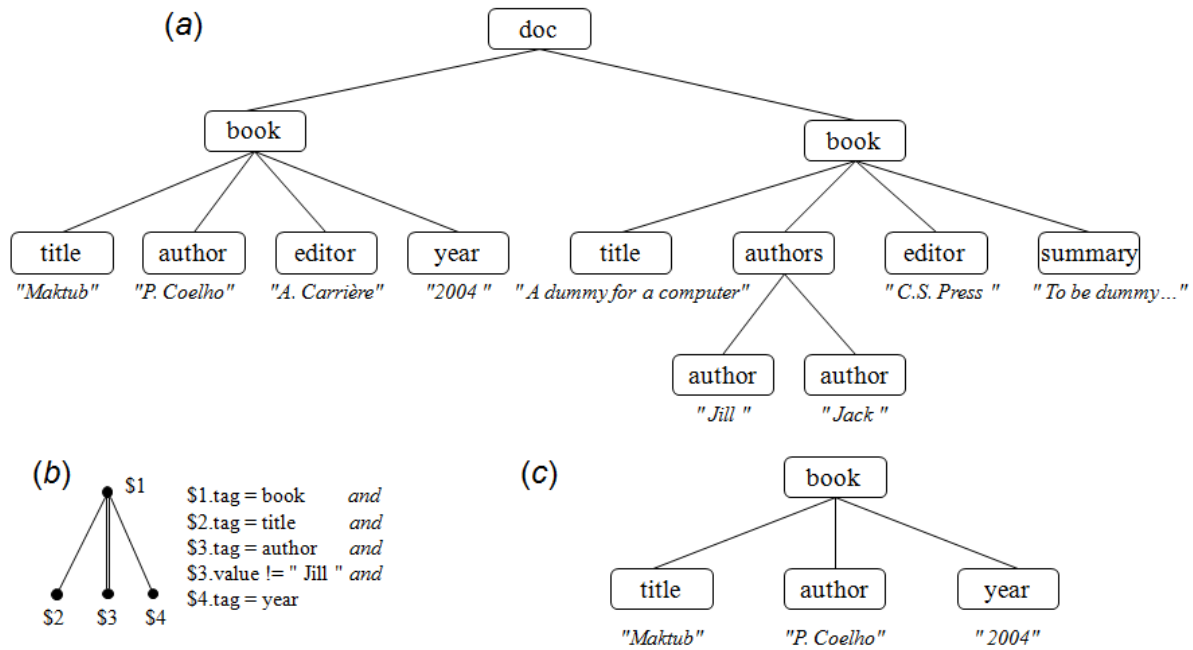 (a)
doc
book
book
title author editor year title authors editor summary
"Maktub" "P. Coelho" "A. Carrière" "2004 " " A dummy for a computer" " C.S. Press " " To be dummy…"
author author
" Jill " " Jack "
(b)
$1
$1.tag = book and
$2.tag = title and
$3.tag = author and
$3.value != " Jill " and
$4.tag = year
$2 $3 $4
(c)
book
title author year
"Maktub" "P. Coelho" " 2004"